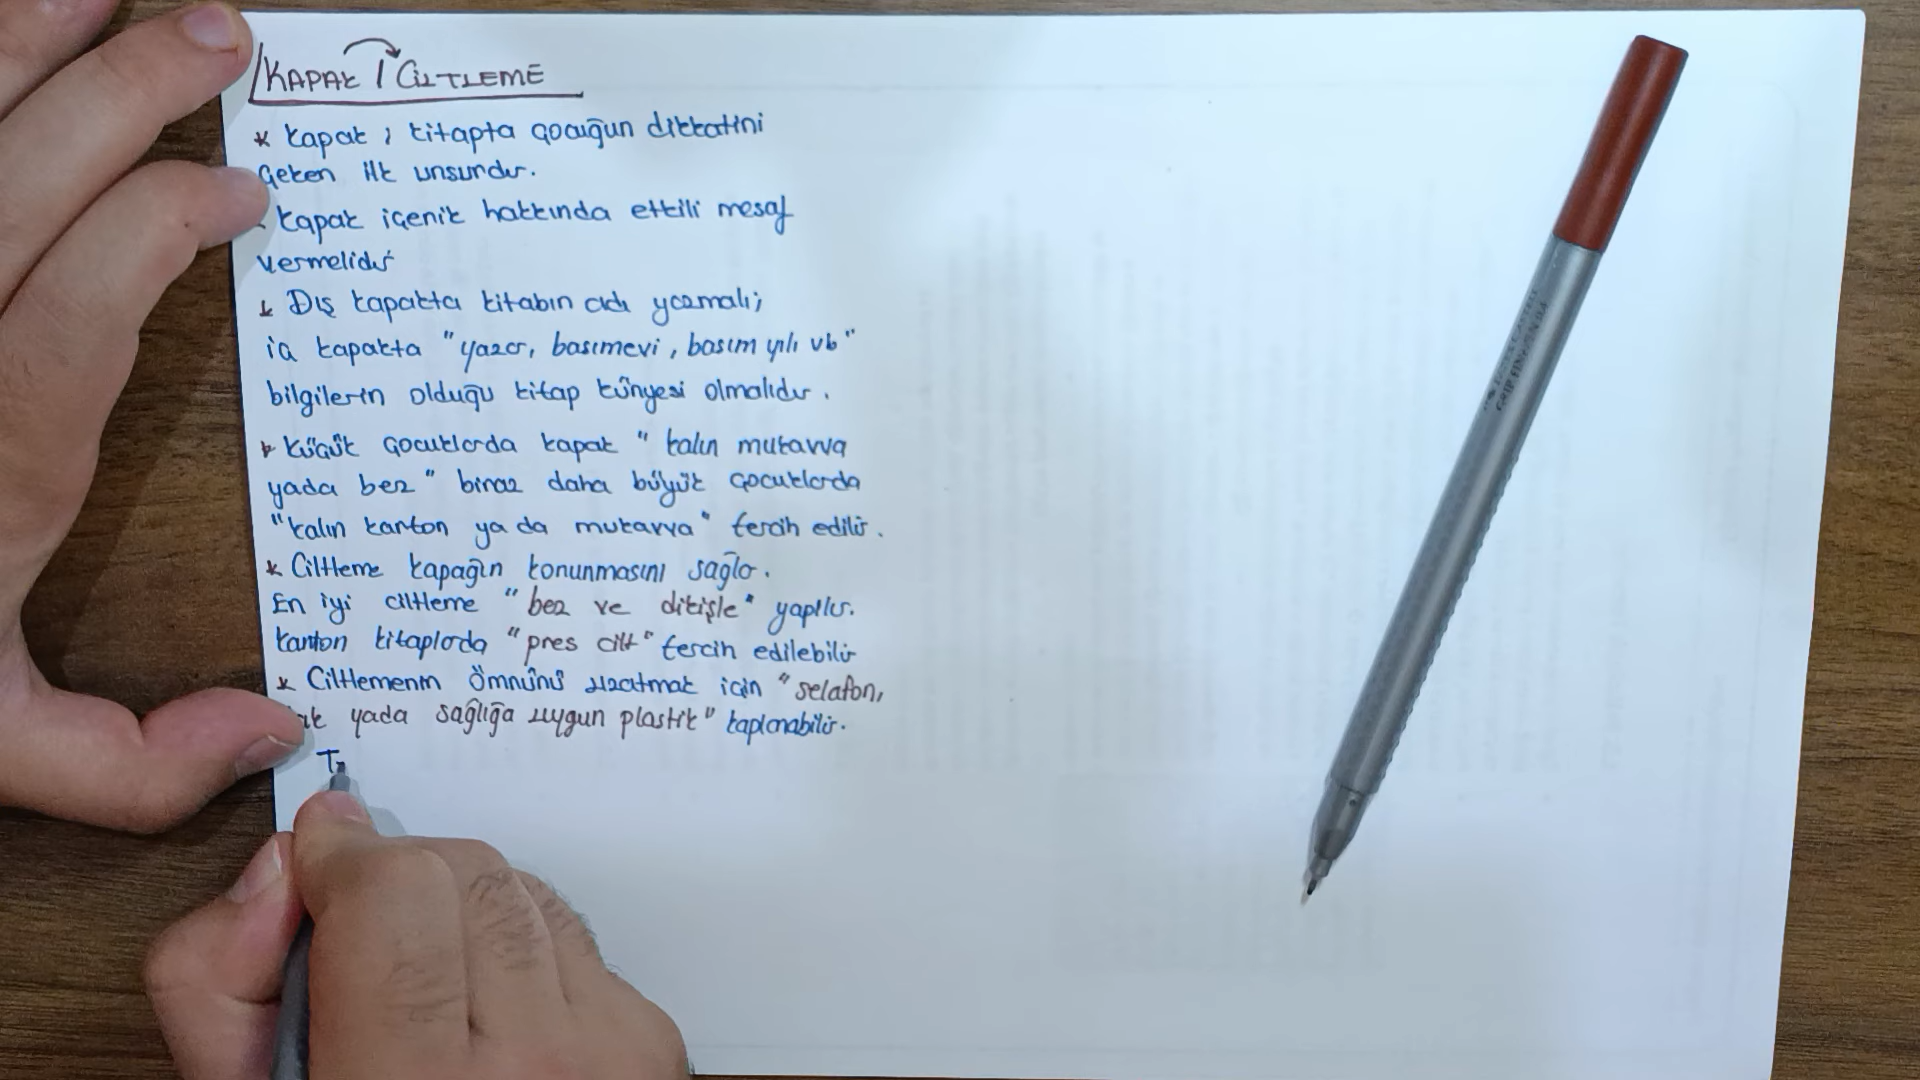 KAPAK / CİLTLEME
* Kapak ; kitapta çocuğun dikkatini
çeken ilk unsurdur.
Kapak içerik hakkında etkili mesaj
vermelidir
* Dış kapakta kitabın adı yazmalı;
iç kapakta "yazar, basımevi, basım yılı vb"
bilgilerin olduğu kitap künyesi olmalıdır.
* Küçük çocuklarda kapak "kalın mukavva
yada bez" biraz daha büyük çocuklarda
"kalın karton ya da mukavva" tercih edilir.
* Ciltleme kapağın korunmasını sağlar.
En iyi ciltleme "bez ve dikişle" yapılır.
Karton kitaplarda "pres cilt" tercih edilebilir
* Ciltlemenin Ömrünü uzatmak için "selafon,
yada sağlığa uygun plastik" kaplanabilir.
GRIP FINEPEN